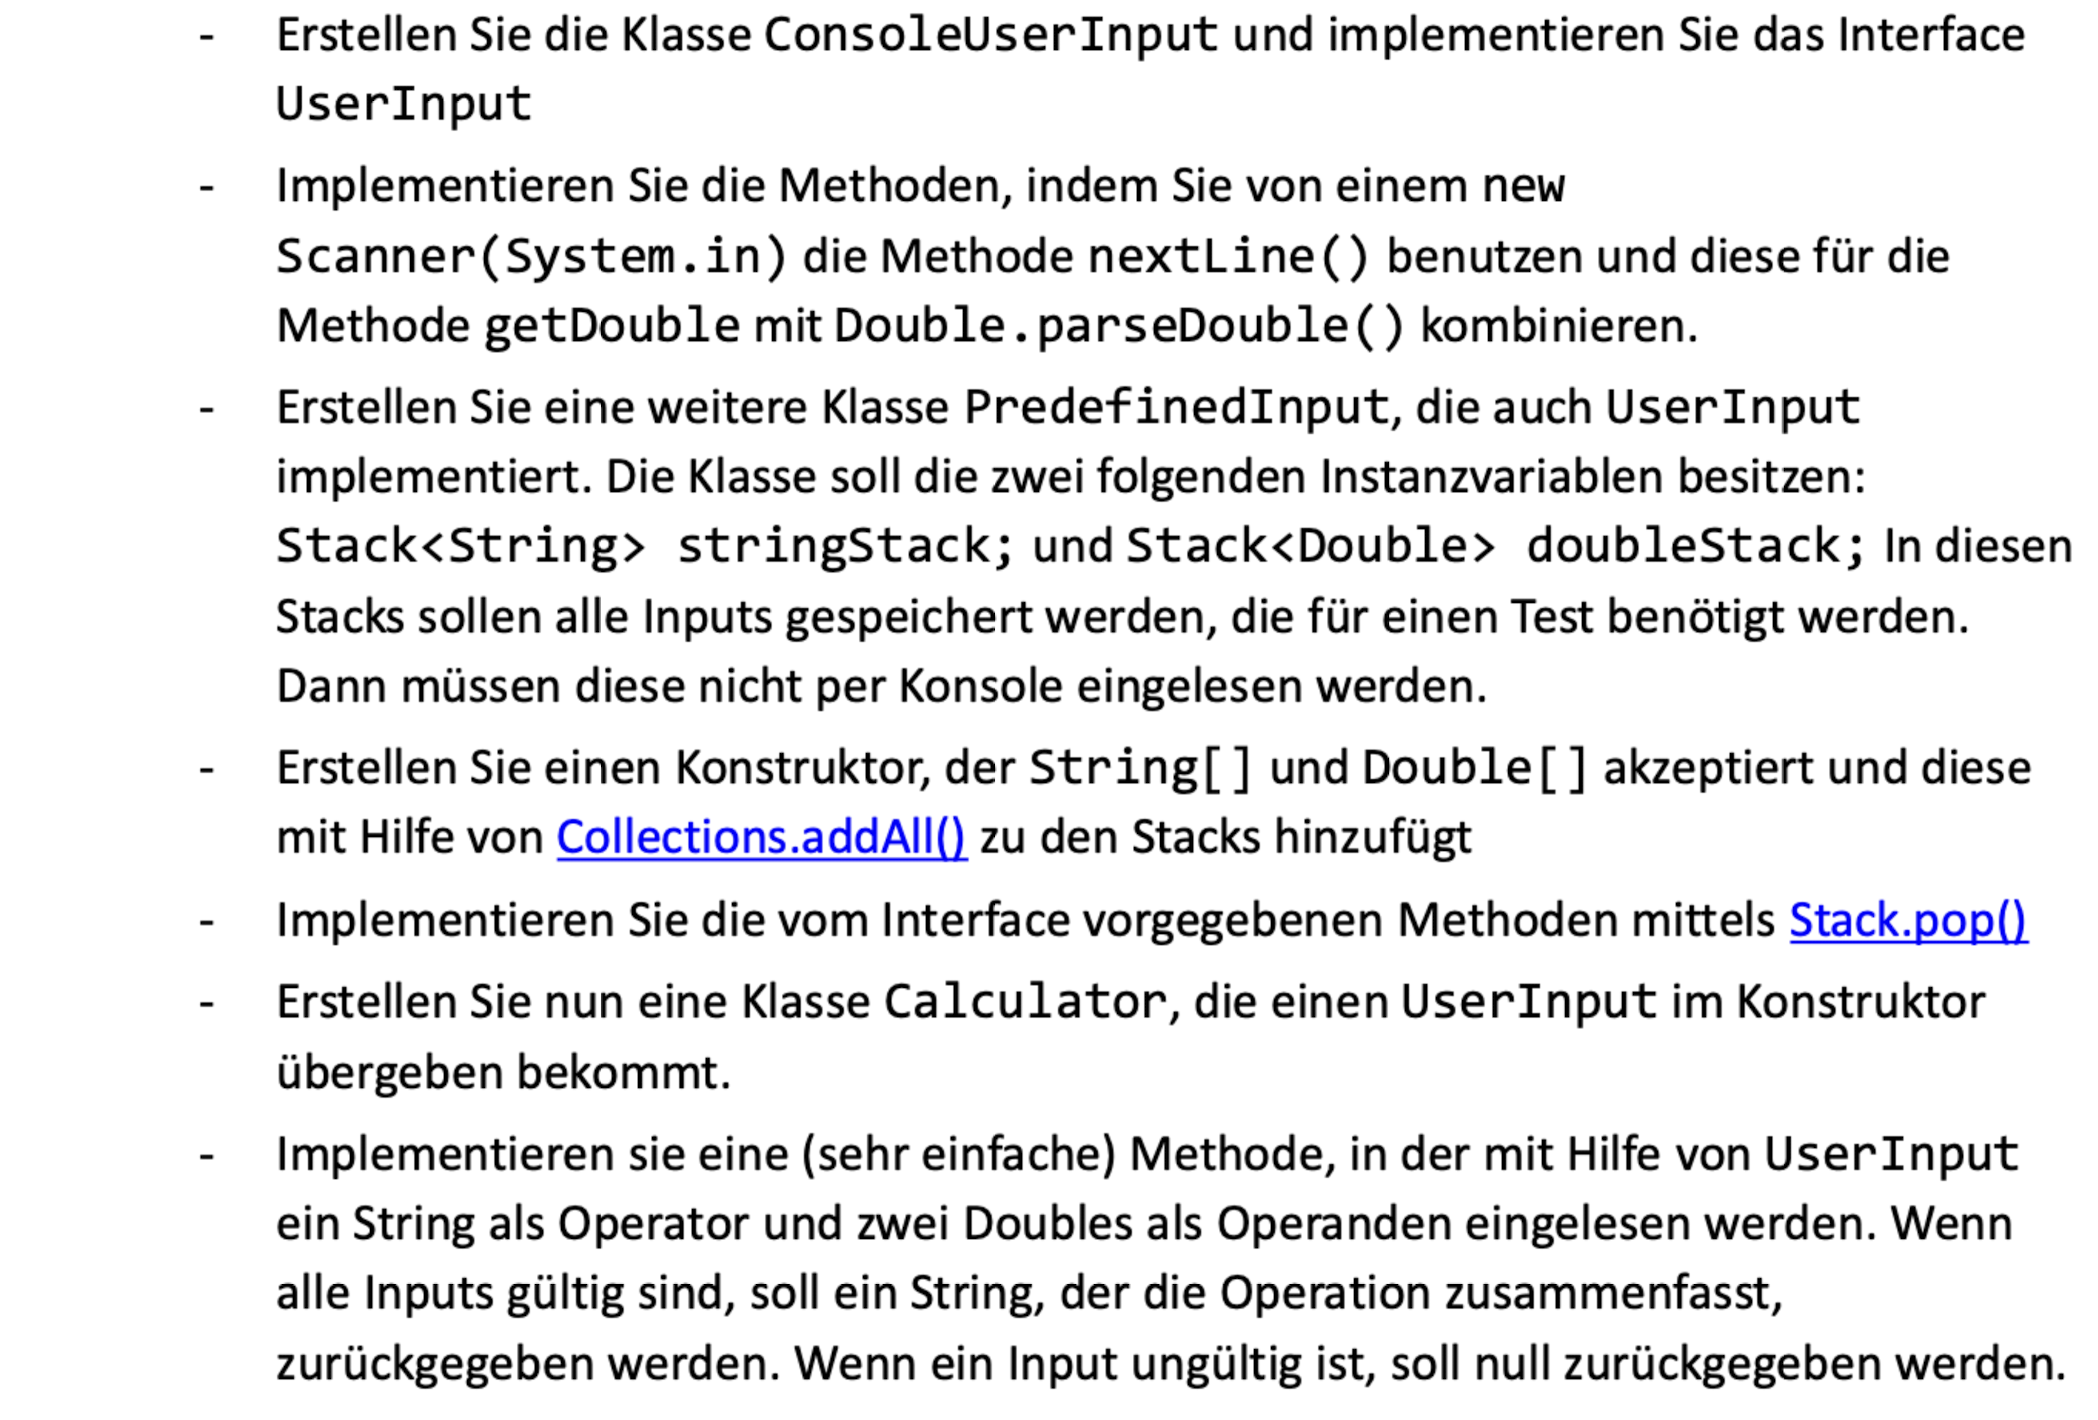 - Erstellen Sie die Klasse ConsoleUserInput und implementieren Sie das Interface
UserInput
- Implementieren Sie die Methoden, indem Sie von einem new
Scanner(System.in) die Methode nextLine() benutzen und diese für die
Methode getDouble mit Double.parseDouble() kombinieren.
- Erstellen Sie eine weitere Klasse PredefinedInput, die auch UserInput
implementiert. Die Klasse soll die zwei folgenden Instanzvariablen besitzen:
Stack<String> stringStack; und Stack<Double> doubleStack; In diesen
Stacks sollen alle Inputs gespeichert werden, die für einen Test benötigt werden.
Dann müssen diese nicht per Konsole eingelesen werden.
- Erstellen Sie einen Konstruktor, der String[] und Double[] akzeptiert und diese
mit Hilfe von Collections.addAll() zu den Stacks hinzufügt
- Implementieren Sie die vom Interface vorgegebenen Methoden mittels Stack.pop()
- Erstellen Sie nun eine Klasse Calculator, die einen UserInput im Konstruktor
übergeben bekommt.
- Implementieren sie eine (sehr einfache) Methode, in der mit Hilfe von UserInput
ein String als Operator und zwei Doubles als Operanden eingelesen werden. Wenn
alle Inputs gültig sind, soll ein String, der die Operation zusammenfasst,
zurückgegeben werden. Wenn ein Input ungültig ist, soll null zurückgegeben werden.